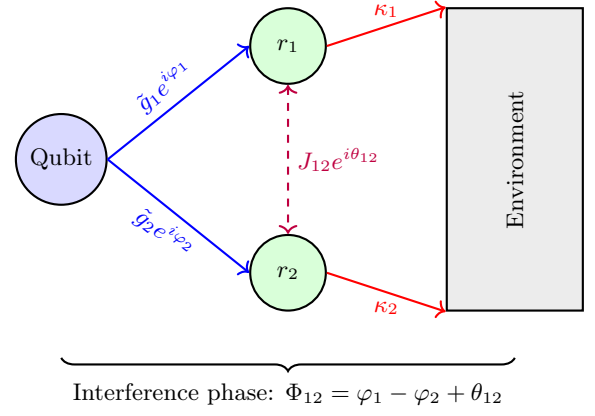 κ₁
r₁
g̃₁e^{iφ₁}
Qubit
J₁₂e^{iθ₁₂}
Environment
g̃₂e^{iφ₂}
r₂
κ₂
Interference phase: Φ₁₂ = φ₁ − φ₂ + θ₁₂